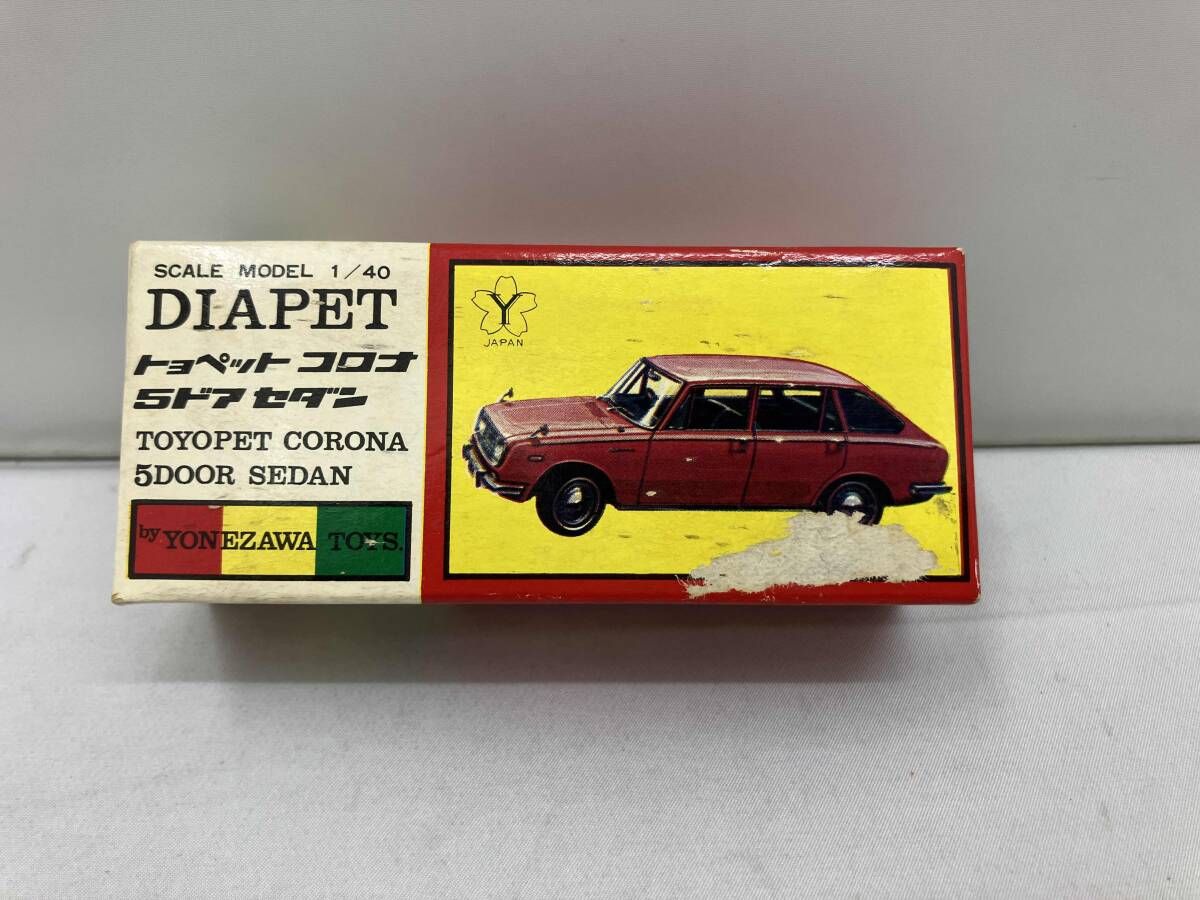 SCALE MODEL 1/40
DIAPET
トヨペット コロナ
5ドア セダン
TOYOPET CORONA
5DOOR SEDAN
by YONEZAWA TOYS.
Y
JAPAN